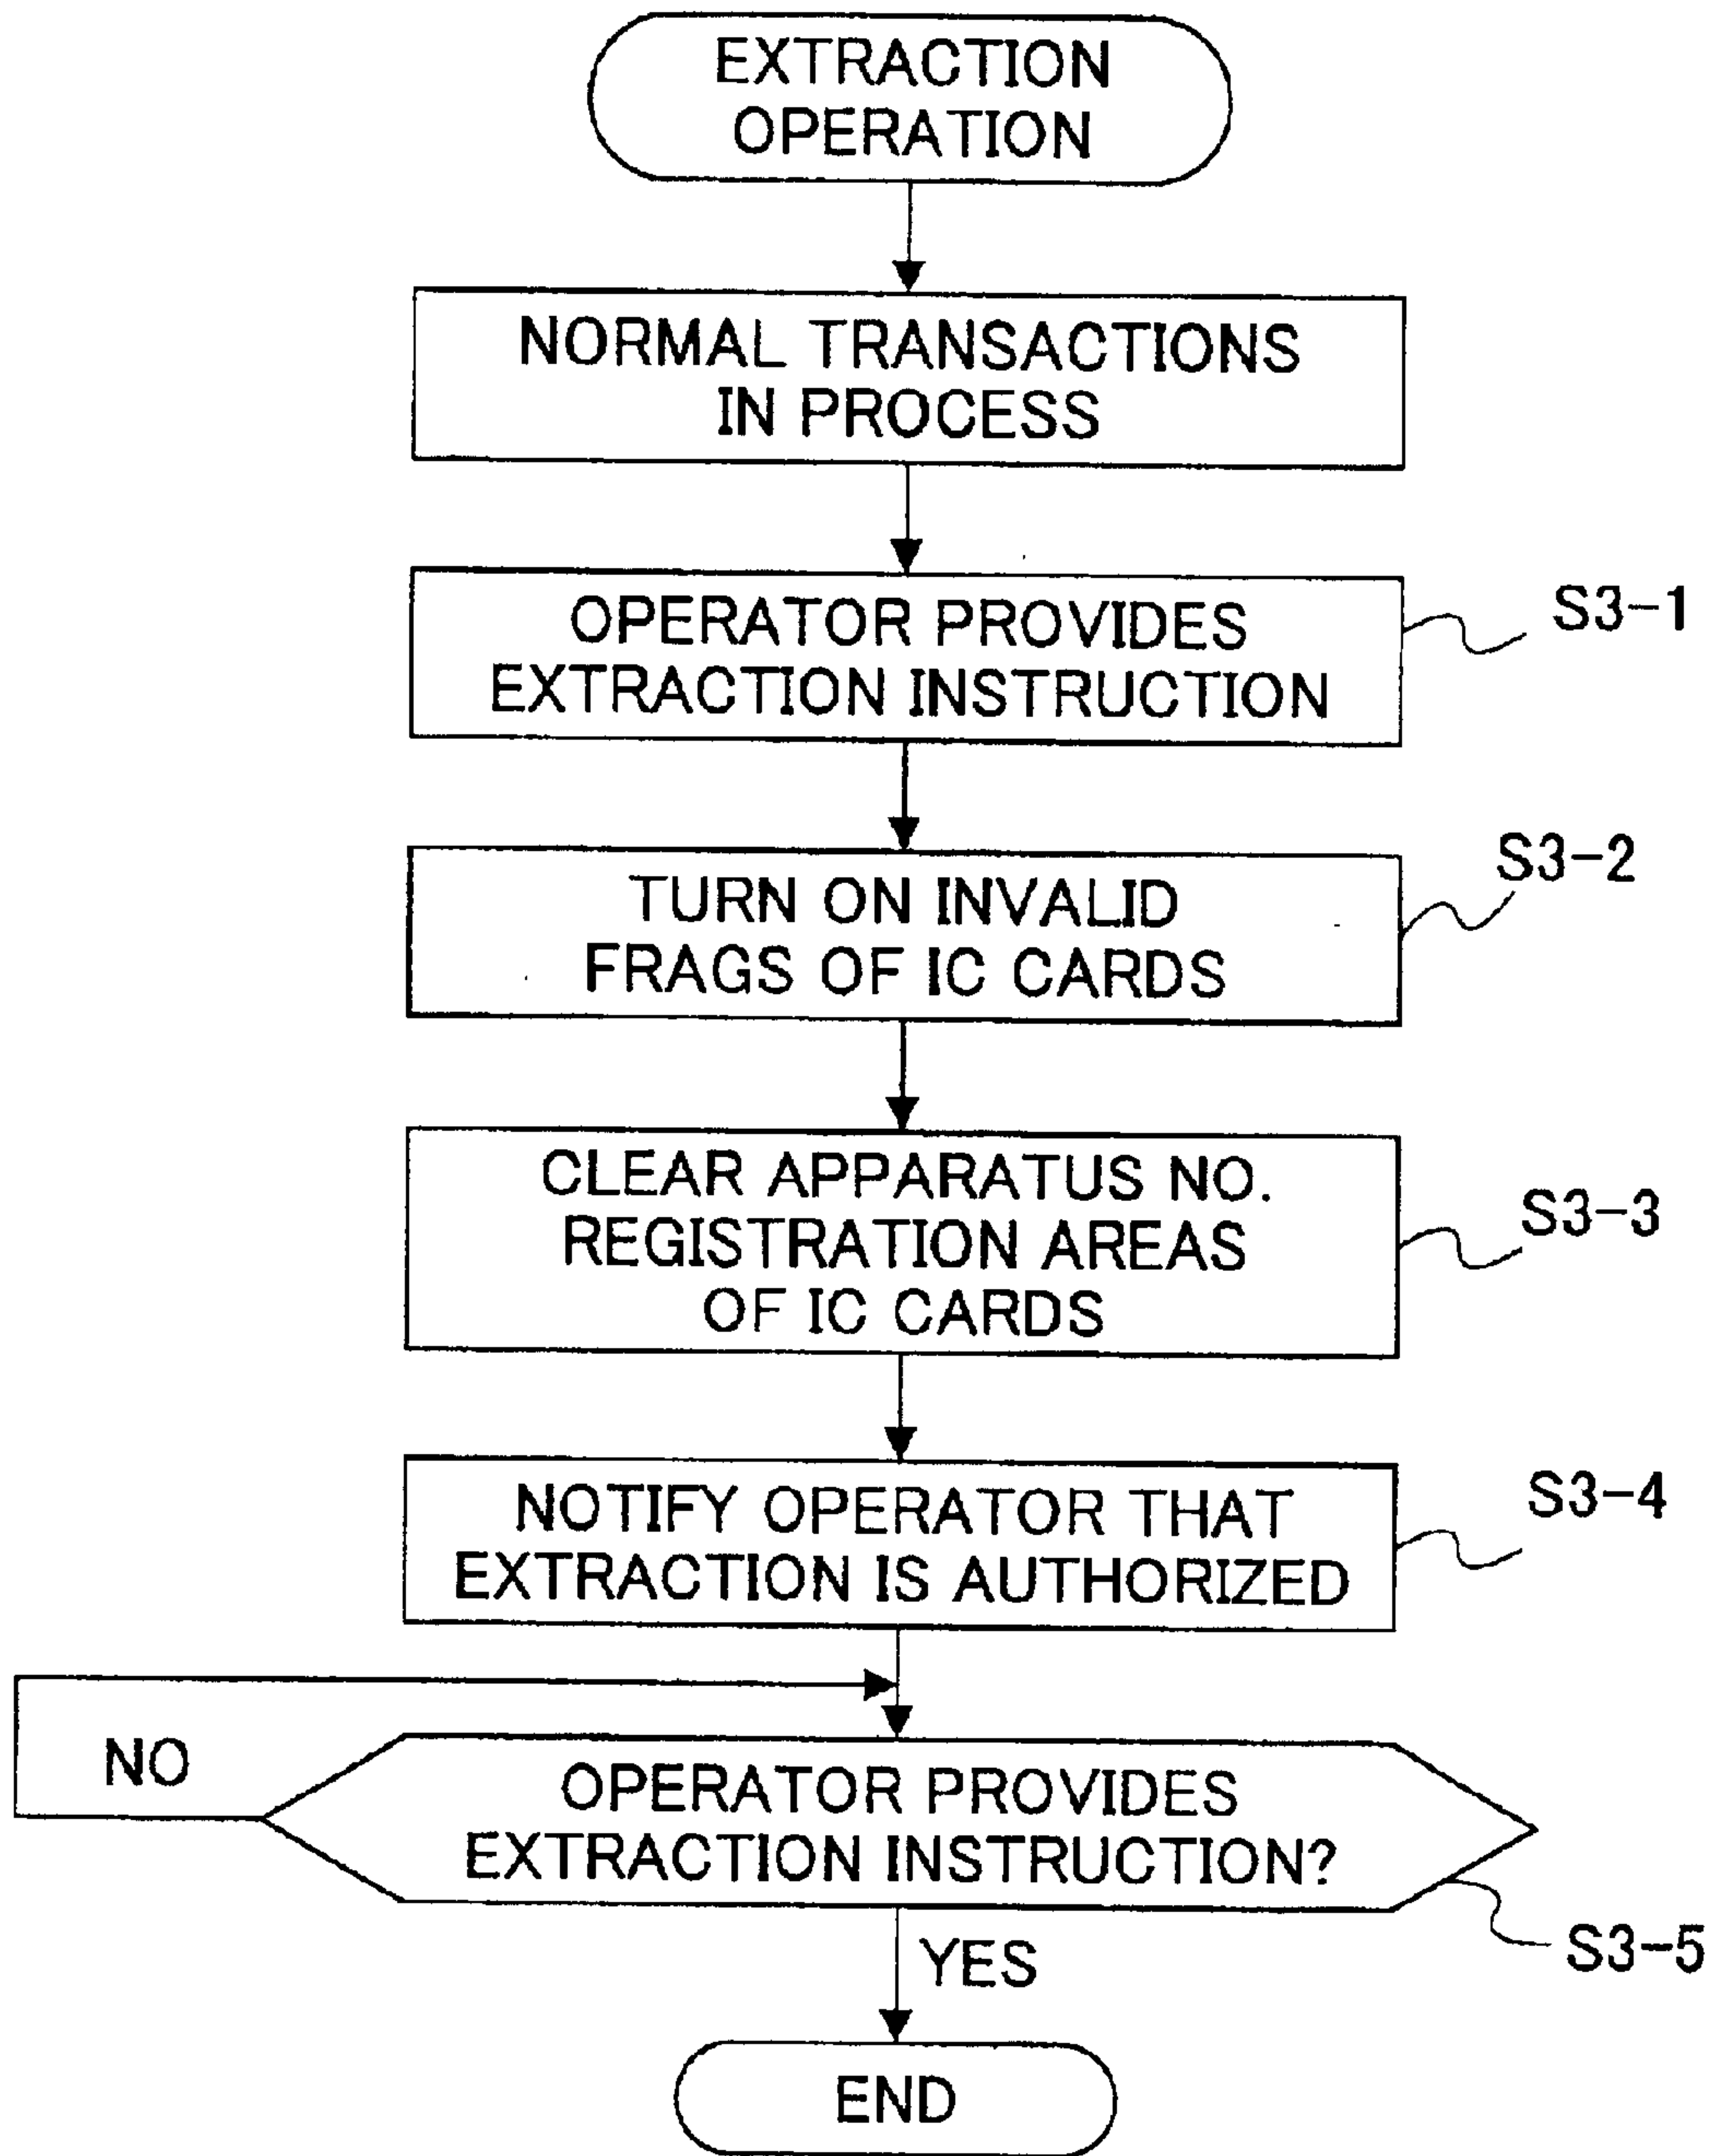 EXTRACTION
OPERATION
NORMAL TRANSACTIONS
IN PROCESS
OPERATOR PROVIDES
EXTRACTION INSTRUCTION
S3-1
TURN ON INVALID
FRAGS OF IC CARDS
S3-2
CLEAR APPARATUS NO.
REGISTRATION AREAS
OF IC CARDS
S3-3
NOTIFY OPERATOR THAT
EXTRACTION IS AUTHORIZED
S3-4
NO
OPERATOR PROVIDES
EXTRACTION INSTRUCTION?
S3-5
YES
END